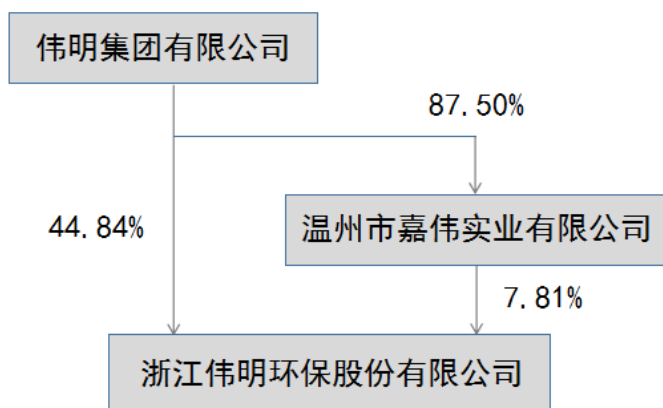 伟明集团有限公司
87.50%
44.84%
温州市嘉伟实业有限公司
7.81%
浙江伟明环保股份有限公司